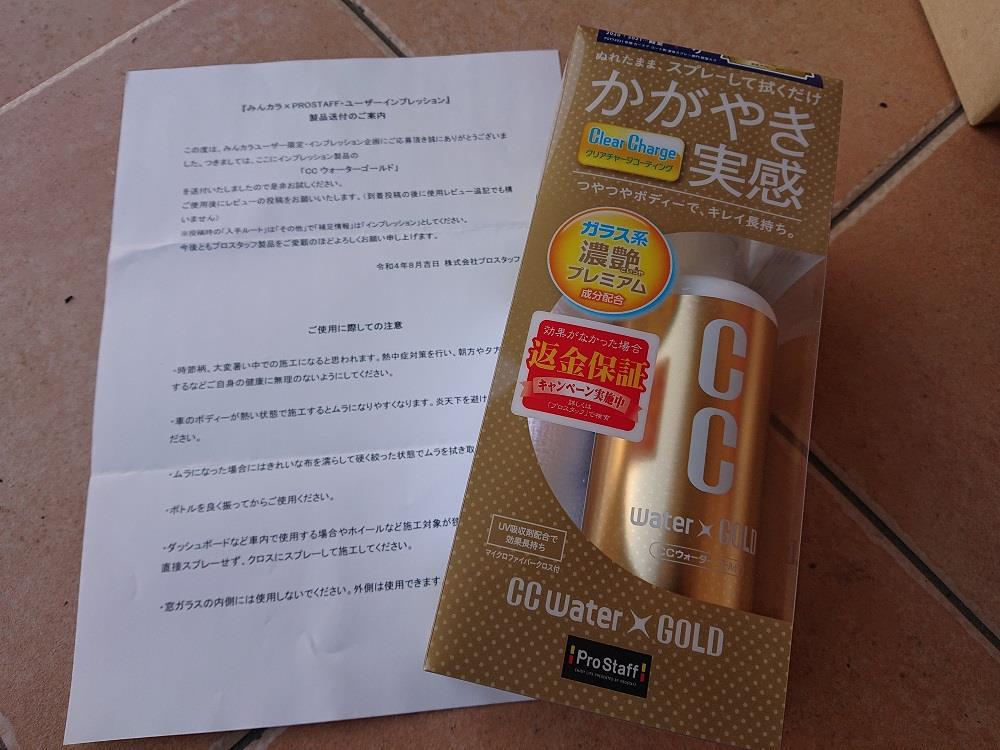 『みんカラ×PROSTAFF・ユーザーインプレッション』
製品送付のご案内
この度は、みんカラユーザー限定・インプレッション企画にご応募頂き誠にありがとうございま
した。つきましては、ここにインプレッション製品の
「CC ウォーターゴールド」
を送付いたしましたので是非お試しください。
ご使用後にレビューの投稿をお願いいたします。(到着投稿の後に使用レビュー追記でも構
いません)
※投稿時の「入手ルート」は「その他」で「補足情報」は「インプレッション」としてください。
今後ともプロスタッフ製品をご愛顧のほどよろしくお願い申し上げます。
令和4年8月吉日 株式会社プロスタッフ
ご使用に際しての注意
・時節柄、大変暑い中での施工になると思われます。熱中症対策を行い、朝方や夕方
するなどご自身の健康に無理のないようにしてください。
・車のボディーが熱い状態で施工するとムラになりやすくなります。炎天下を避け
ださい。
・ムラになった場合にはきれいな布を濡らして硬く絞った状態でムラを拭き取
・ボトルを良く振ってからご使用ください。
・ダッシュボードなど車内で使用する場合やホイールなど施工対象が
直接スプレーせず、クロスにスプレーして施工してください。
・窓ガラスの内側には使用しないでください。外側は使用できます
ぬれたまま、スプレーして拭くだけ
かがやき
実感
Clear Charge
クリアチャージコーティング
つやつやボディーで、キレイ長持ち。
ガラス系
濃艶
プレミアム
成分配合
効果がなかった場合
返金保証
キャンペーン実施中
詳しくは
「プロスタッフ」で検索
CC
water GOLD
CCウォーター
UV吸収剤配合で
効果長持ち
マイクロファイバークロス付
CC water GOLD
ProStaff
ENJOY LIFE PRESENTED BY PROSTAFF